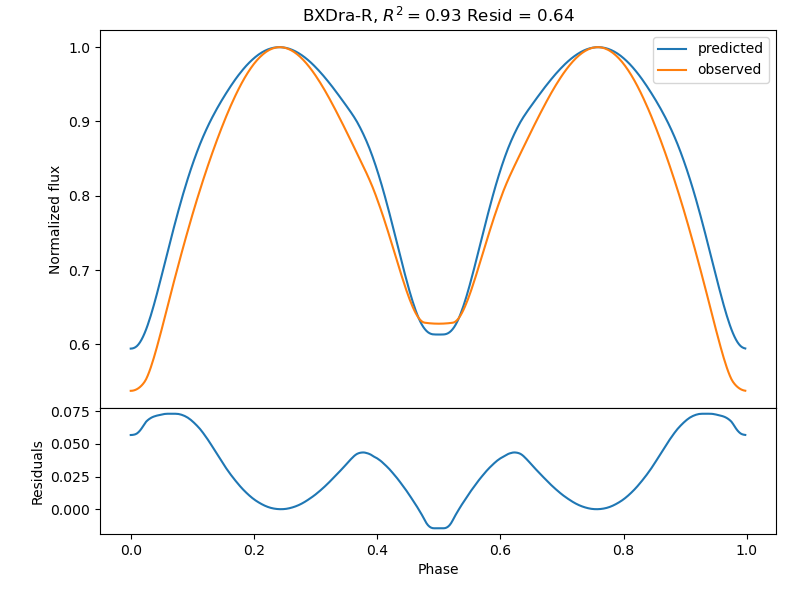 BXDra-R, R² = 0.93 Resid = 0.64
predicted
observed
Normalized flux
1.0
0.9
0.8
0.7
0.6
Residuals
0.075
0.050
0.025
0.000
0.0 0.2 0.4 0.6 0.8 1.0
Phase